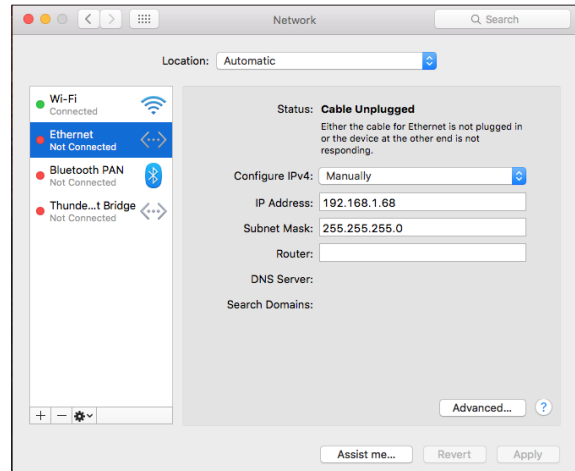 Network
Search
Location: Automatic
Wi-Fi
Connected
Ethernet
Not Connected
Bluetooth PAN
Not Connected
Thunde...t Bridge
Not Connected
Status: Cable Unplugged
Either the cable for Ethernet is not plugged in
or the device at the other end is not
responding.
Configure IPv4: Manually
IP Address: 192.168.1.68
Subnet Mask: 255.255.255.0
Router:
DNS Server:
Search Domains:
Advanced... ?
+ −
Assist me... Revert Apply